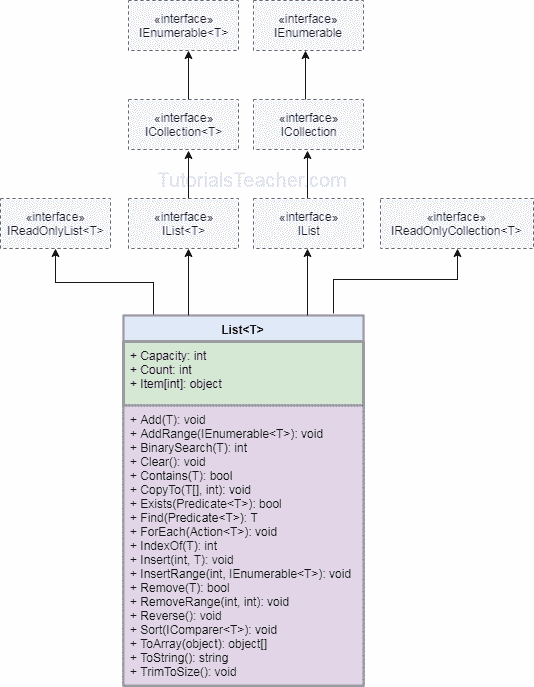 «interface»
IEnumerable<T>
«interface»
IEnumerable
«interface»
ICollection<T>
«interface»
ICollection
TutorialsTeacher.com
«interface»
IReadOnlyList<T>
«interface»
IList<T>
«interface»
IList
«interface»
IReadOnlyCollection<T>
List<T>
+ Capacity: int
+ Count: int
+ Item[int]: object
+ Add(T): void
+ AddRange(IEnumerable<T>): void
+ BinarySearch(T): int
+ Clear(): void
+ Contains(T): bool
+ CopyTo(T[], int): void
+ Exists(Predicate<T>): bool
+ Find(Predicate<T>): T
+ ForEach(Action<T>): void
+ IndexOf(T): int
+ Insert(int, T): void
+ InsertRange(int, IEnumerable<T>): void
+ Remove(T): bool
+ RemoveRange(int, int): void
+ Reverse(): void
+ Sort(IComparer<T>): void
+ ToArray(object): object[]
+ ToString(): string
+ TrimToSize(): void